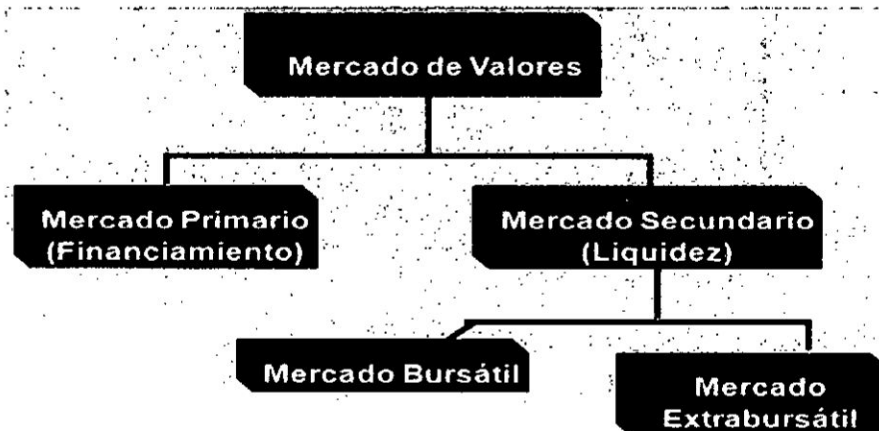 Mercado de Valores
Mercado Primario
(Financiamiento)
Mercado Secundario
(Liquidez)
Mercado Bursátil
Mercado
Extrabursátil